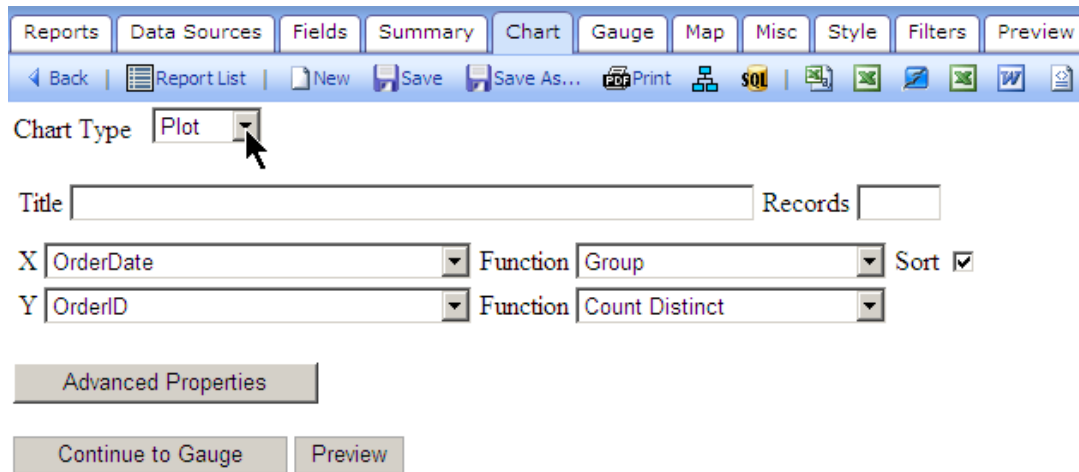 Reports Data Sources Fields Summary Chart Gauge Map Misc Style Filters Preview
Back | Report List | New Save Save As... PDF Print SQL |
Chart Type Plot
Title Records
X OrderDate Function Group Sort
Y OrderID Function Count Distinct
Advanced Properties
Continue to Gauge Preview